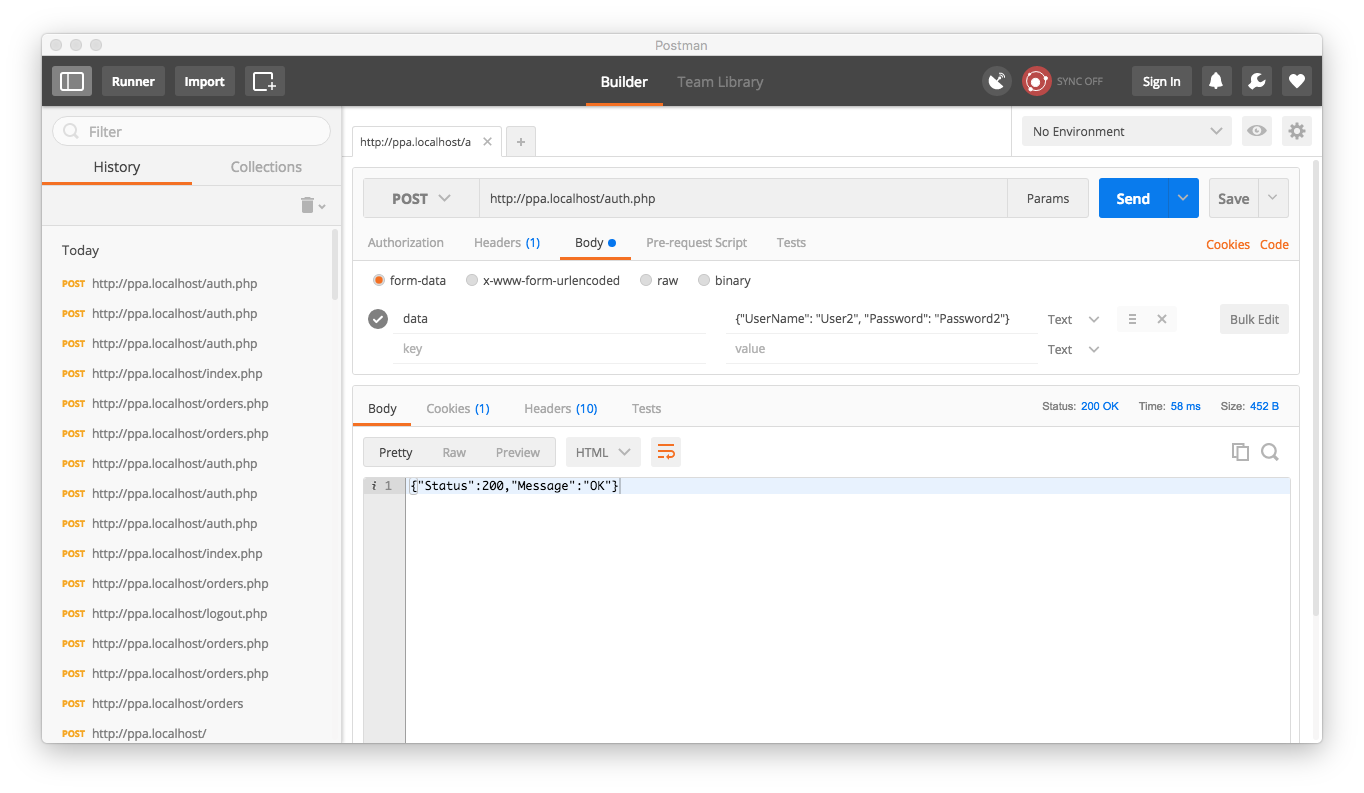 Postman
Runner
Import
Builder
Team Library
SYNC OFF
Sign In
Filter
History
Collections
Today
POST http://ppa.localhost/auth.php
POST http://ppa.localhost/auth.php
POST http://ppa.localhost/auth.php
POST http://ppa.localhost/index.php
POST http://ppa.localhost/orders.php
POST http://ppa.localhost/orders.php
POST http://ppa.localhost/auth.php
POST http://ppa.localhost/auth.php
POST http://ppa.localhost/auth.php
POST http://ppa.localhost/index.php
POST http://ppa.localhost/orders.php
POST http://ppa.localhost/logout.php
POST http://ppa.localhost/orders.php
POST http://ppa.localhost/orders.php
POST http://ppa.localhost/orders
POST http://ppa.localhost/
http://ppa.localhost/a
No Environment
POST http://ppa.localhost/auth.php Params Send Save
Authorization Headers (1) Body Pre-request Script Tests Cookies Code
form-data x-www-form-urlencoded raw binary
data {"UserName": "User2", "Password": "Password2"} Text Bulk Edit
key value Text
Body Cookies (1) Headers (10) Tests Status: 200 OK Time: 58 ms Size: 452 B
Pretty Raw Preview HTML
i 1 {"Status":200,"Message":"OK"}